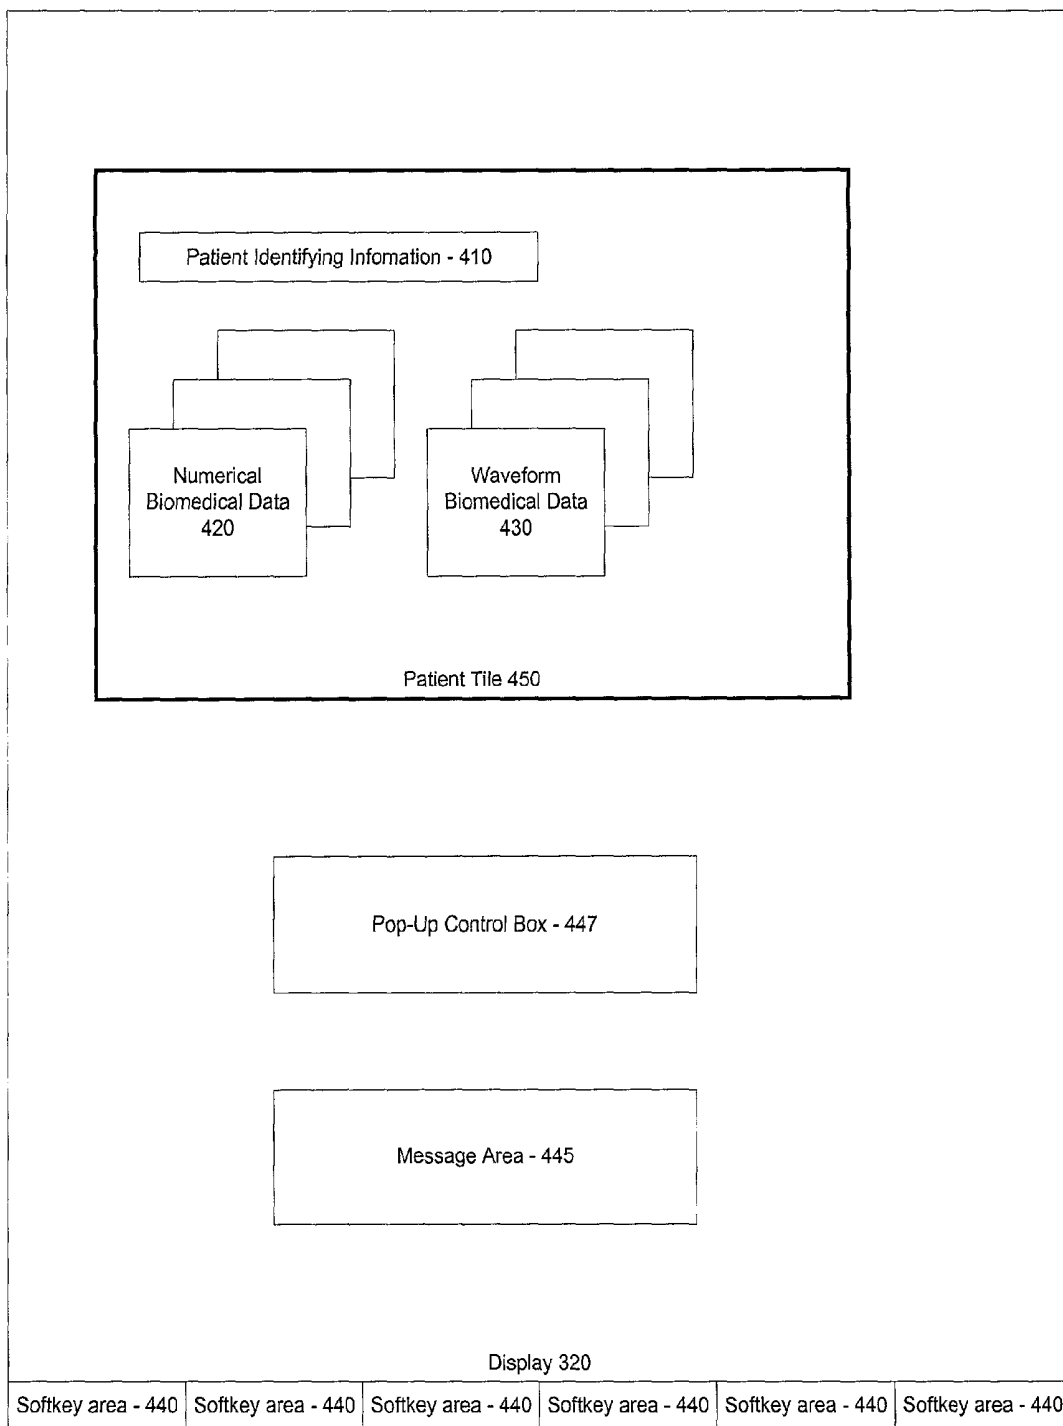 Patient Identifying Infomation - 410
Numerical
Biomedical Data
420
Waveform
Biomedical Data
430
Patient Tile 450
Pop-Up Control Box - 447
Message Area - 445
Display 320
Softkey area - 440 Softkey area - 440 Softkey area - 440 Softkey area - 440 Softkey area - 440 Softkey area - 440